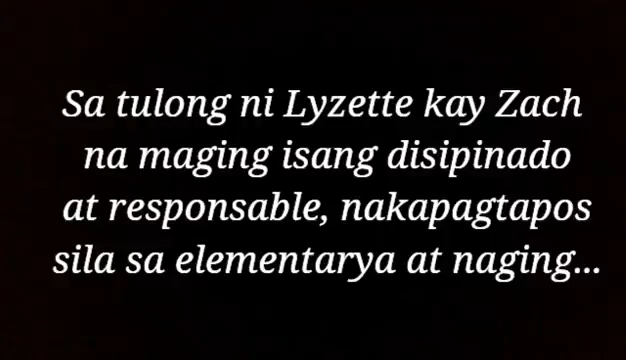 Sa tulong ni Lyzette kay Zach
na maging isang disipinado
at responsable, nakapagtapos
sila sa elementarya at naging...